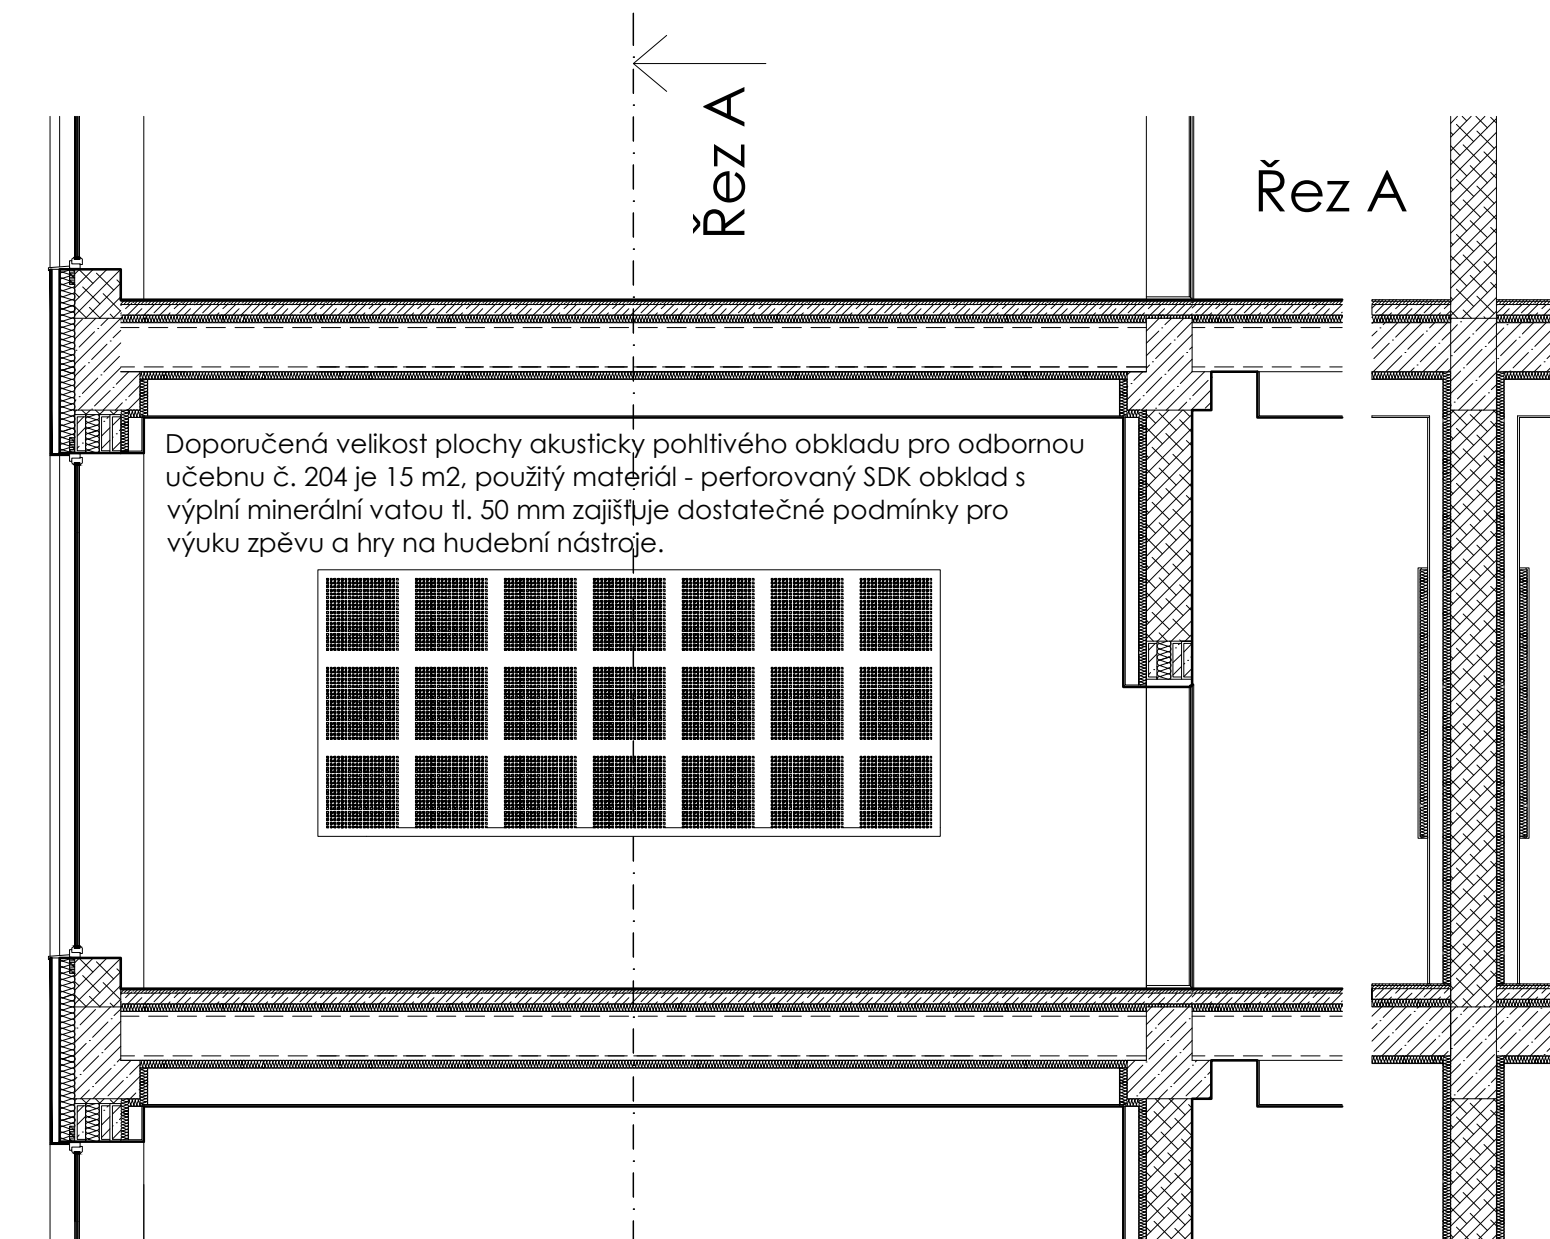 Řez A
Řez A
Doporučená velikost plochy akusticky pohltivého obkladu pro odbornou
učebnu č. 204 je 15 m2, použitý materiál - perforovaný SDK obklad s
výplní minerální vatou tl. 50 mm zajišťuje dostatečné podmínky pro
výuku zpěvu a hry na hudební nástroje.